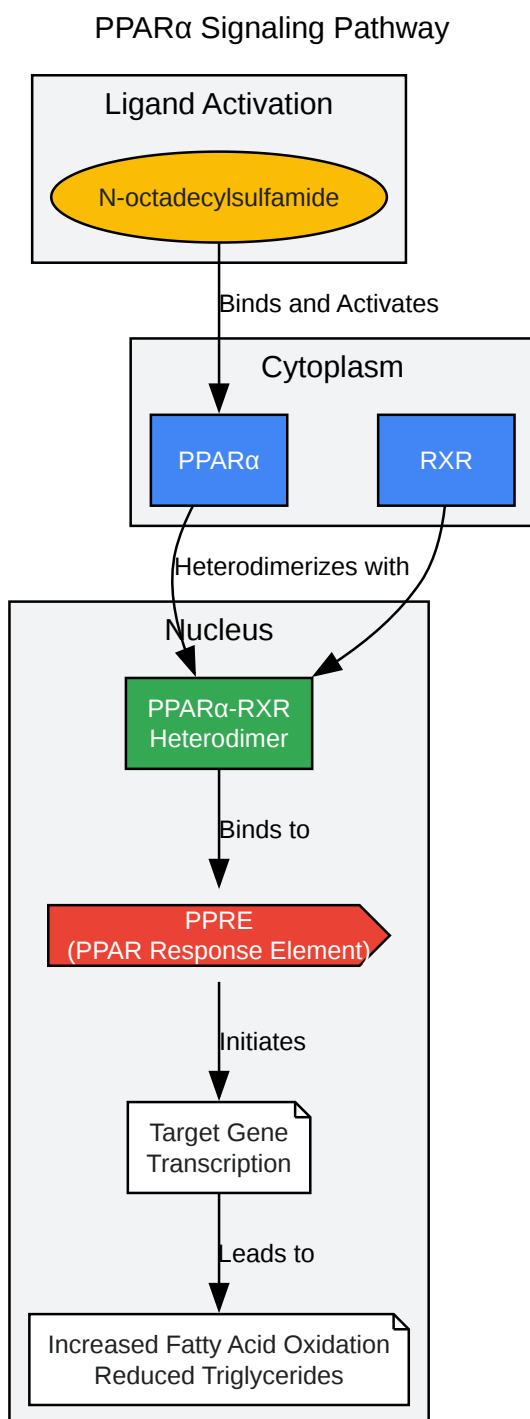 PPARα Signaling Pathway
Ligand Activation
N-octadecylsulfamide
Binds and Activates
Cytoplasm
PPARα
RXR
Heterodimerizes with
Nucleus
PPARα-RXR
Heterodimer
Binds to
PPRE
(PPAR Response Element)
Initiates
Target Gene
Transcription
Leads to
Increased Fatty Acid Oxidation
Reduced Triglycerides